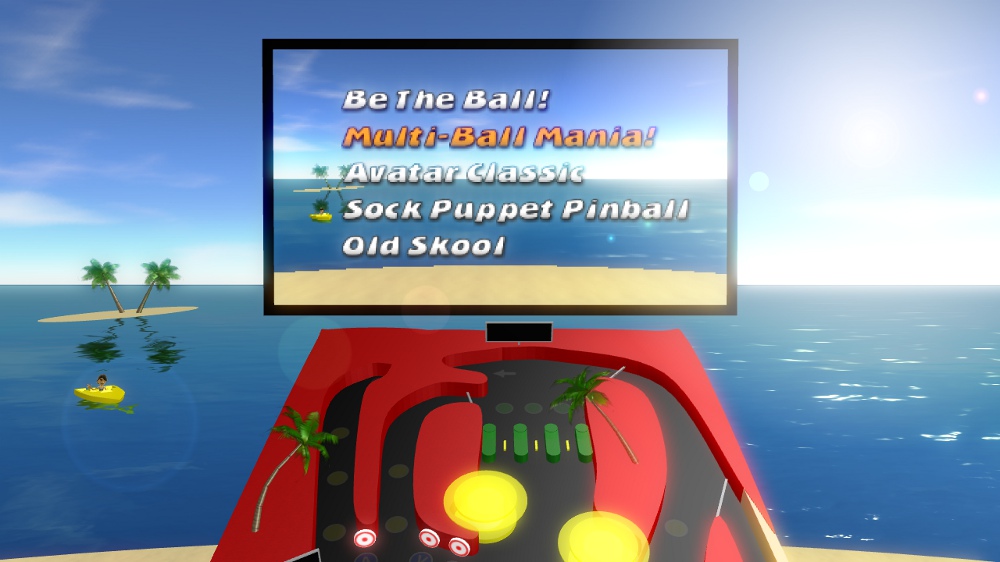 Be The Ball!
Multi-Ball Mania!
Avatar Classic
Sock Puppet Pinball
Old Skool